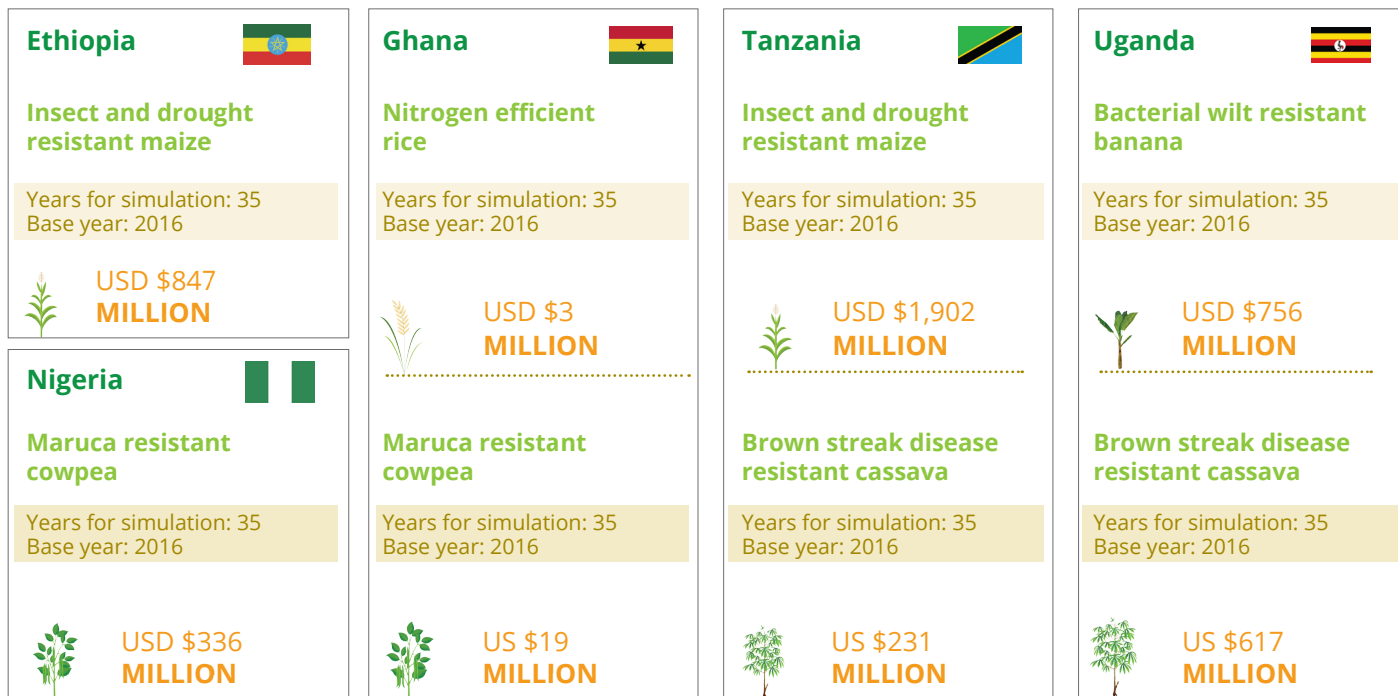 Ethiopia
Insect and drought
resistant maize
Years for simulation: 35
Base year: 2016
USD $847
MILLION
Nigeria
Maruca resistant
cowpea
Years for simulation: 35
Base year: 2016
USD $336
MILLION
Ghana
Nitrogen efficient
rice
Years for simulation: 35
Base year: 2016
USD $3
MILLION
Maruca resistant
cowpea
Years for simulation: 35
Base year: 2016
US $19
MILLION
Tanzania
Insect and drought
resistant maize
Years for simulation: 35
Base year: 2016
USD $1,902
MILLION
Brown streak disease
resistant cassava
Years for simulation: 35
Base year: 2016
US $231
MILLION
Uganda
Bacterial wilt resistant
banana
Years for simulation: 35
Base year: 2016
USD $756
MILLION
Brown streak disease
resistant cassava
Years for simulation: 35
Base year: 2016
US $617
MILLION